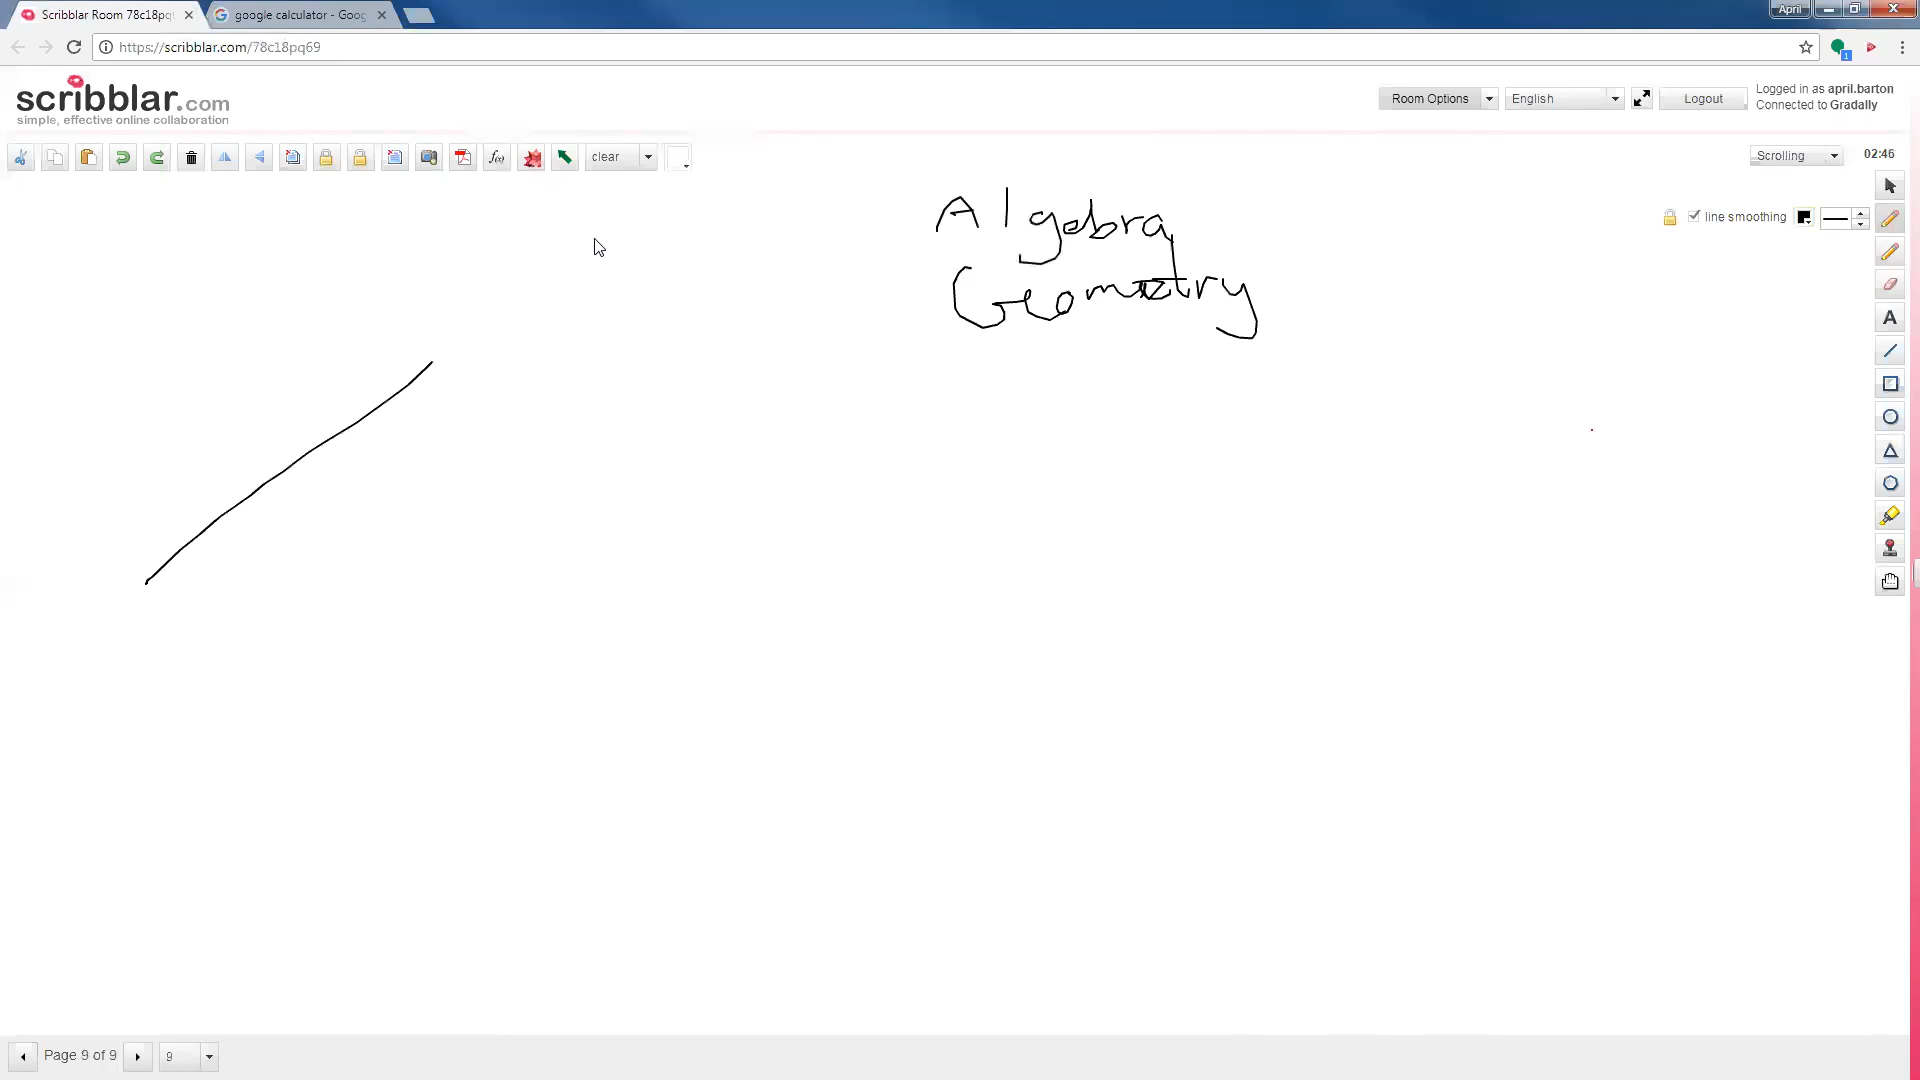 Scribblar Room 78c18pq
google calculator - Goog
April
https://scribblar.com/78c18pq69
1
scribblar.com
simple, effective online collaboration
Room Options
English
Logout
Logged in as april.barton
Connected to Gradally
f(x)
clear
Scrolling
02:46
line smoothing
A
Algebra
Geometry
Page 9 of 9
9